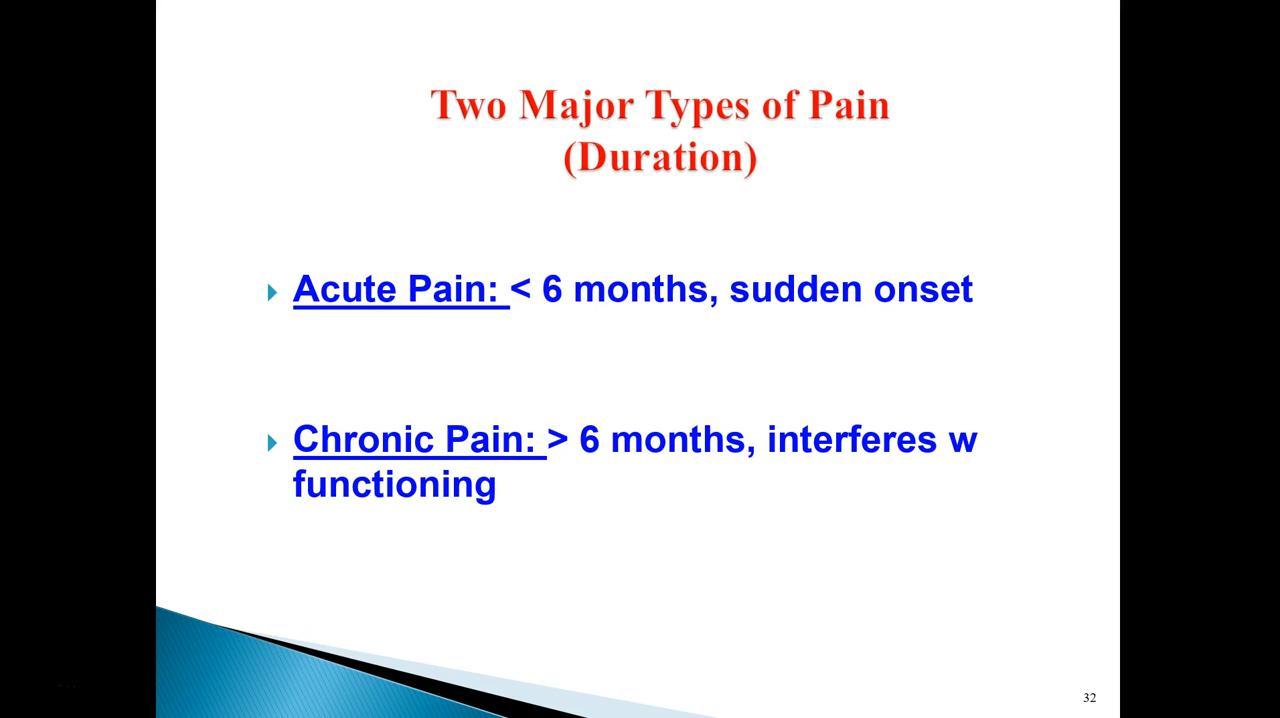 Two Major Types of Pain
(Duration)
Acute Pain: < 6 months, sudden onset
Chronic Pain: > 6 months, interferes w
functioning
32